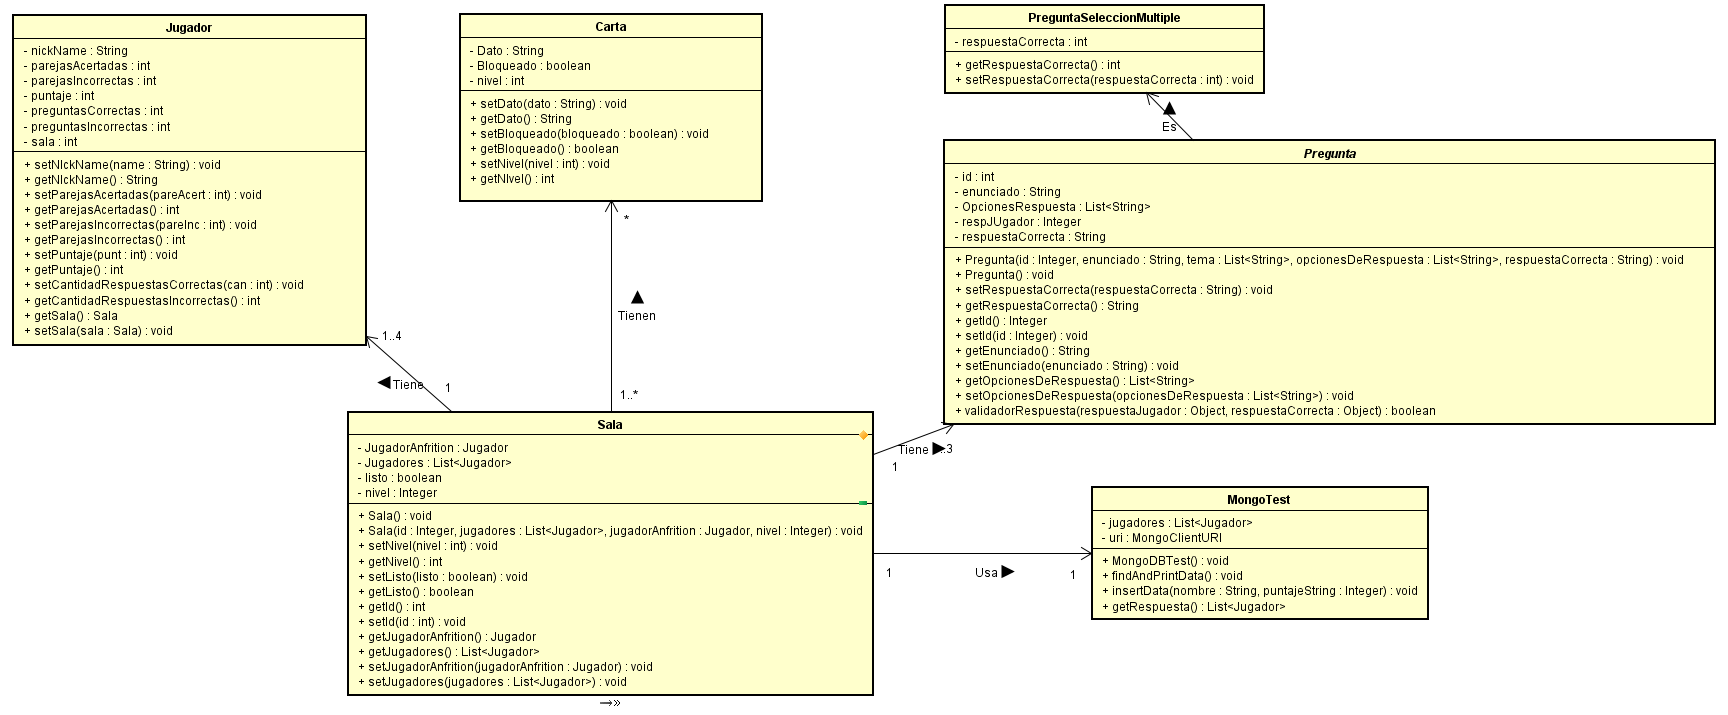 Jugador
- nickName : String
- parejasAcertadas : int
- parejasIncorrectas : int
- puntaje : int
- preguntasCorrectas : int
- preguntasIncorrectas : int
- sala : int
+ setNIckName(name : String) : void
+ getNIckName() : String
+ setParejasAcertadas(pareAcert : int) : void
+ getParejasAcertadas() : int
+ setParejasIncorrectas(pareInc : int) : void
+ getParejasIncorrectas() : int
+ setPuntaje(punt : int) : void
+ getPuntaje() : int
+ setCantidadRespuestasCorrectas(can : int) : void
+ getCantidadRespuestasIncorrectas() : int
+ getSala() : Sala
+ setSala(sala : Sala) : void
Carta
- Dato : String
- Bloqueado : boolean
- nivel : int
+ setDato(dato : String) : void
+ getDato() : String
+ setBloqueado(bloqueado : boolean) : void
+ getBloqueado() : boolean
+ setNivel(nivel : int) : void
+ getNIvel() : int
PreguntaSeleccionMultiple
- respuestaCorrecta : int
+ getRespuestaCorrecta() : int
+ setRespuestaCorrecta(respuestaCorrecta : int) : void
Es
Pregunta
- id : int
- enunciado : String
- OpcionesRespuesta : List<String>
- respJUgador : Integer
- respuestaCorrecta : String
+ Pregunta(id : Integer, enunciado : String, tema : List<String>, opcionesDeRespuesta : List<String>, respuestaCorrecta : String) : void
+ Pregunta() : void
+ setRespuestaCorrecta(respuestaCorrecta : String) : void
+ getRespuestaCorrecta() : String
+ getId() : Integer
+ setId(id : Integer) : void
+ getEnunciado() : String
+ setEnunciado(enunciado : String) : void
+ getOpcionesDeRespuesta() : List<String>
+ setOpcionesDeRespuesta(opcionesDeRespuesta : List<String>) : void
+ validadorRespuesta(respuestaJugador : Object, respuestaCorrecta : Object) : boolean
*
Tienen
1..*
1..4
Tiene
1
Tiene
1
Sala
- JugadorAnfrition : Jugador
- Jugadores : List<Jugador>
- listo : boolean
- nivel : Integer
+ Sala() : void
+ Sala(id : Integer, jugadores : List<Jugador>, jugadorAnfrition : Jugador, nivel : Integer) : void
+ setNivel(nivel : int) : void
+ getNivel() : int
+ setListo(listo : boolean) : void
+ getListo() : boolean
+ getId() : int
+ setId(id : int) : void
+ getJugadorAnfrition() : Jugador
+ getJugadores() : List<Jugador>
+ setJugadorAnfrition(jugadorAnfrition : Jugador) : void
+ setJugadores(jugadores : List<Jugador>) : void
1
Usa
1
MongoTest
- jugadores : List<Jugador>
- uri : MongoClientURI
+ MongoDBTest() : void
+ findAndPrintData() : void
+ insertData(nombre : String, puntajeString : Integer) : void
+ getRespuesta() : List<Jugador>